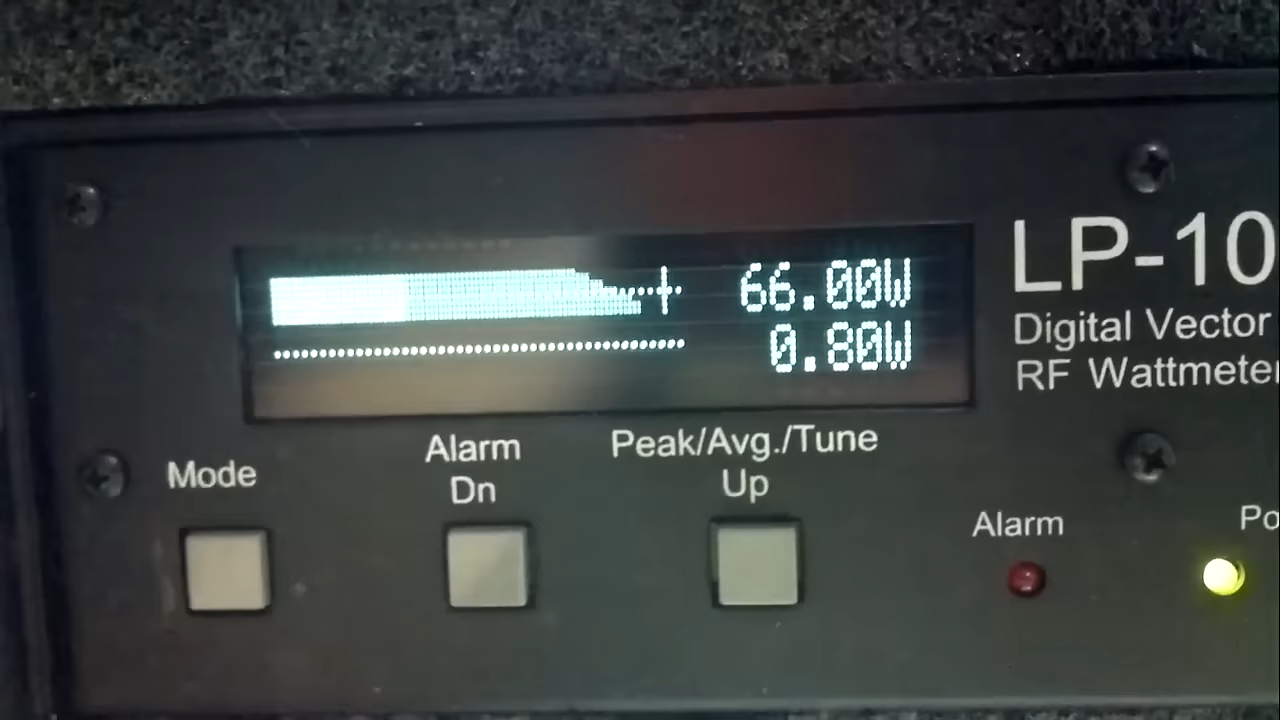 66.00W
0.80W
LP-10
Digital Vector
RF Wattmeter
Mode
Alarm
Dn
Peak/Avg./Tune
Up
Alarm
Po